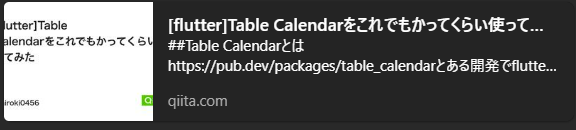 [flutter]Table Calendarをこれでもかってくらい使って...
##Table Calendarとは
https://pub.dev/packages/table_calendarとある開発でflutte...
qiita.com
lutter]Table
alendarをこれでもかってくらい
てみた
iroki0456
Q